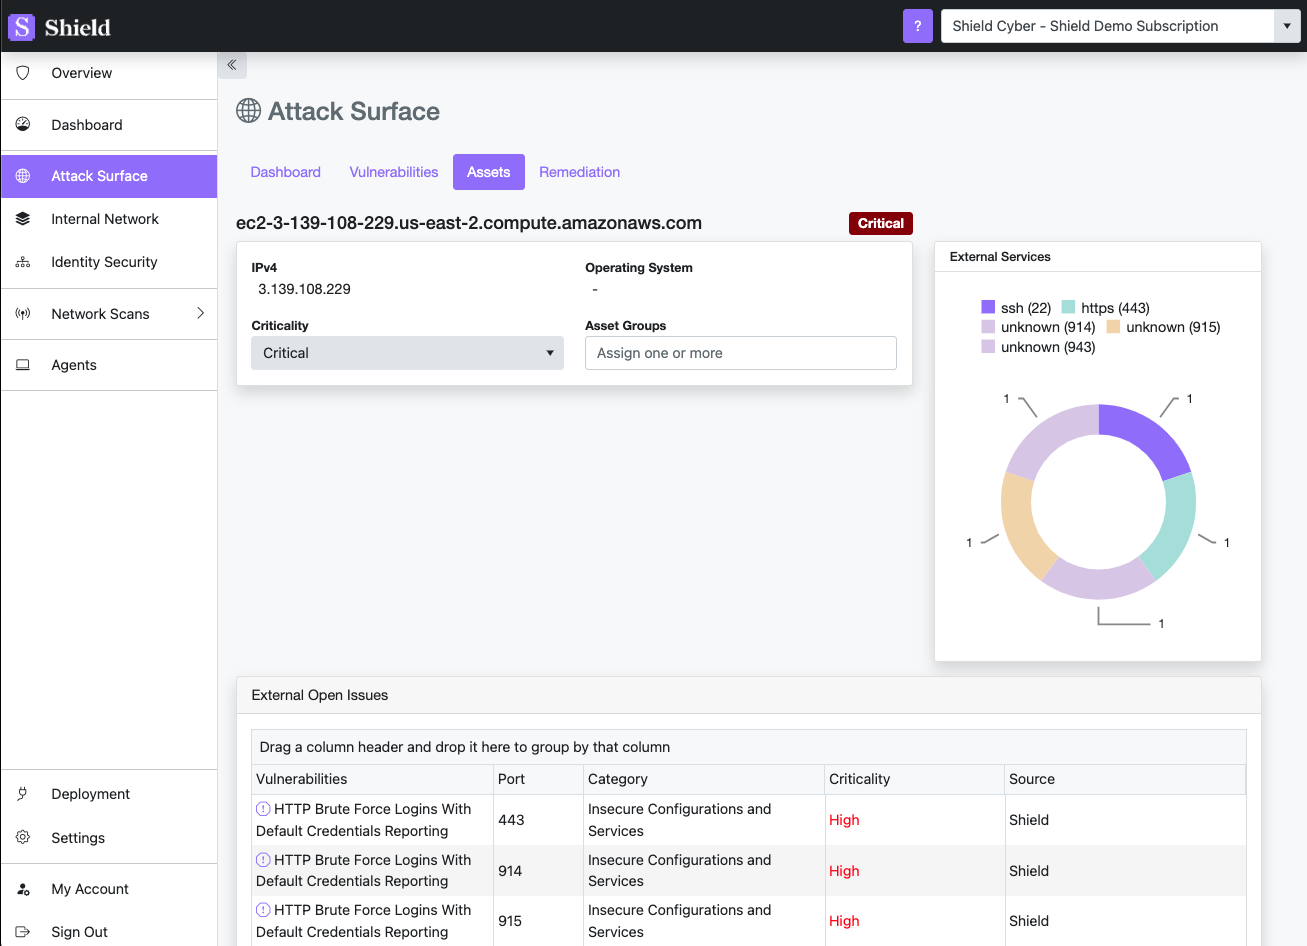 S Shield
? Shield Cyber - Shield Demo Subscription
Overview
Dashboard
Attack Surface
Internal Network
Identity Security
Network Scans
Agents
Deployment
Settings
My Account
Sign Out
Attack Surface
Dashboard Vulnerabilities Assets Remediation
ec2-3-139-108-229.us-east-2.compute.amazonaws.com Critical
IPv4 Operating System
3.139.108.229 -
Criticality Asset Groups
Critical Assign one or more
External Services
ssh (22) https (443)
unknown (914) unknown (915)
unknown (943)
1 1
1 1
1
External Open Issues
Drag a column header and drop it here to group by that column
Vulnerabilities Port Category Criticality Source
HTTP Brute Force Logins With Insecure Configurations and
443 High Shield
Default Credentials Reporting Services
HTTP Brute Force Logins With Insecure Configurations and
914 High Shield
Default Credentials Reporting Services
HTTP Brute Force Logins With Insecure Configurations and
915 High Shield
Default Credentials Reporting Services